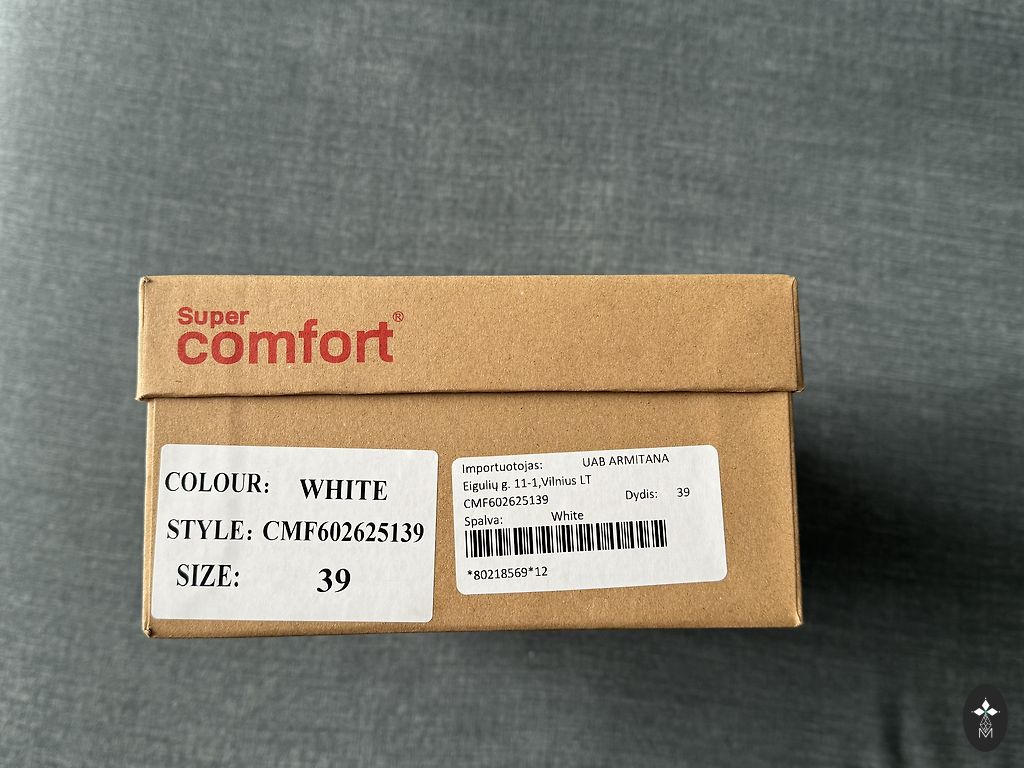 Super
comfort®
COLOUR: WHITE
STYLE: CMF602625139
SIZE: 39
Importuotojas: UAB ARMITANA
Eigulių g. 11-1,Vilnius LT
CMF602625139 Dydis: 39
Spalva: White
*80218569*12
M